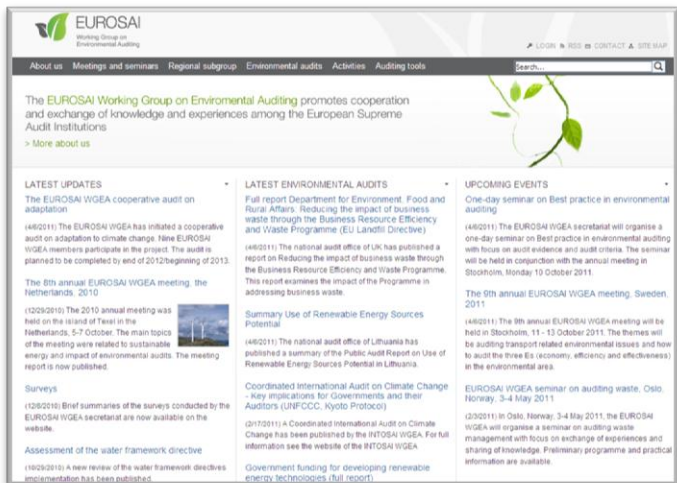 EUROSAI
Working Group on
Environmental Auditing
LOGIN RSS CONTACT SITE MAP
About us Meetings and seminars Regional subgroup Environmental audits Activities Auditing tools
Search...
The EUROSAI Working Group on Enviromental Auditing promotes cooperation
and exchange of knowledge and experiences among the European Supreme
Audit Institutions
> More about us
LATEST UPDATES
The EUROSAI WGEA cooperative audit on
adaptation
(4/6/2011) The EUROSAI WGEA has initiated a cooperative
audit on adaptation to climate change. Nine EUROSAI
WGEA members participate in the project. The audit is
planned to be completed by end of 2012/beginning of 2013.
The 8th annual EUROSAI WGEA meeting, the
Netherlands, 2010
(12/29/2010) The 2010 annual meeting was
held on the island of Texel in the
Netherlands, 5-7 October. The main topics
of the meeting were related to sustainable
energy and impact of environmental audits. The meeting
report is now published.
Surveys
(12/6/2010) Brief summaries of the surveys conducted by the
EUROSAI WGEA secretariat are now available on the
website.
Assessment of the water framework directive
(10/29/2010) A new review of the water framework directives
implementation has been published.
LATEST ENVIRONMENTAL AUDITS
Full report Department for Environment, Food and
Rural Affairs: Reducing the impact of business
waste through the Business Resource Efficiency
and Waste Programme (EU Landfill Directive)
(4/6/2011) The national audit office of UK has published a
report on Reducing the impact of business waste through
the Business Resource Efficiency and Waste Programme.
This report examines the impact of the Programme in
addressing business waste.
Summary Use of Renewable Energy Sources
Potential
(4/6/2011) The national audit office of Lithuania has
published a summary of the Public Audit Report on Use of
Renewable Energy Sources Potential in Lithuania.
Coordinated International Audit on Climate Change
- Key implications for Governments and their
Auditors (UNFCCC, Kyoto Protocol)
(2/17/2011) A Coordinated International Audit on Climate
Change has been published by the INTOSAI WGEA. For full
information see the website of the INTOSAI WGEA
Government funding for developing renewable
energy technologies (full report)
UPCOMING EVENTS
One-day seminar on Best practice in environmental
auditing
(4/6/2011) The EUROSAI WGEA secretariat will organise a
one-day seminar on Best practice in environmental auditing
with focus on audit evidence and audit criteria. The seminar
will be held in conjunction with the annual meeting in
Stockholm, Monday 10 October 2011.
The 9th annual EUROSAI WGEA meeting, Sweden,
2011
(4/6/2011) The 9th annual EUROSAI WGEA meeting will be
held in Stockholm, 11 - 13 October 2011. The themes will
be auditing transport related environmental issues and how
to audit the three Es (economy, efficiency and effectiveness)
in the environmental area.
EUROSAI WGEA seminar on auditing waste, Oslo,
Norway, 3-4 May 2011
(2/3/2011) In Oslo, Norway, 3-4 May 2011, the EUROSAI
WGEA will organise a seminar on auditing waste
management with focus on exchange of experiences and
sharing of knowledge. Preliminary programme and practical
information are available.